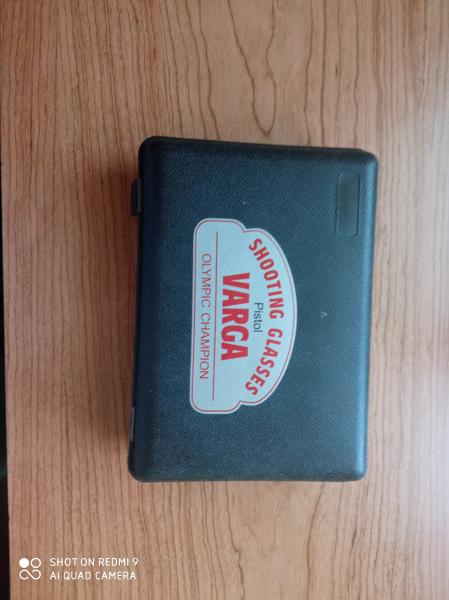 SHOOTING GLASSES
Pistol
VARGA
OLYMPIC CHAMPION
SHOT ON REDMI 9
AI QUAD CAMERA